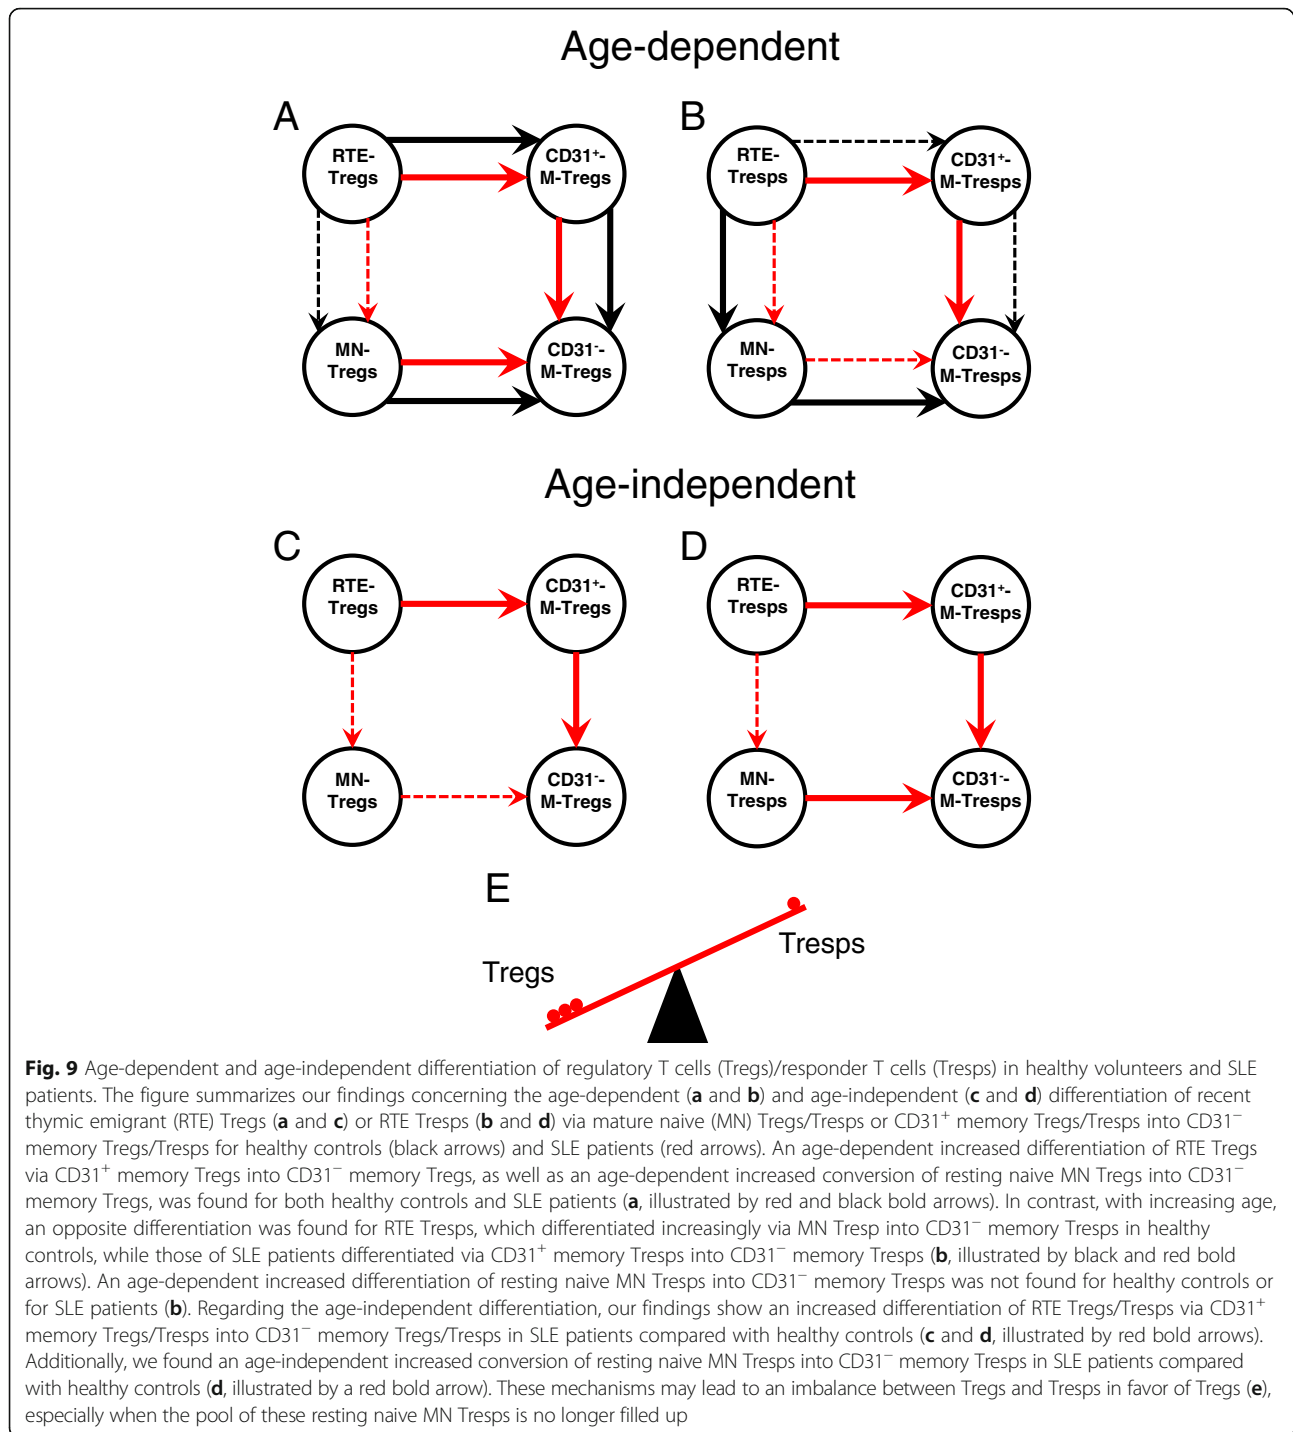 Age-dependent
A
B
RTE-
Tregs
CD31⁺-
M-Tregs
RTE-
Tresps
CD31⁺-
M-Tresps
MN-
Tregs
CD31⁻-
M-Tregs
MN-
Tresps
CD31⁻-
M-Tresps
Age-independent
C
D
RTE-
Tregs
CD31⁺-
M-Tregs
RTE-
Tresps
CD31⁺-
M-Tresps
MN-
Tregs
CD31⁻-
M-Tregs
MN-
Tresps
CD31⁻-
M-Tresps
E
Tresps
Tregs
Fig. 9 Age-dependent and age-independent differentiation of regulatory T cells (Tregs)/responder T cells (Tresps) in healthy volunteers and SLE
patients. The figure summarizes our findings concerning the age-dependent (a and b) and age-independent (c and d) differentiation of recent
thymic emigrant (RTE) Tregs (a and c) or RTE Tresps (b and d) via mature naive (MN) Tregs/Tresps or CD31⁺ memory Tregs/Tresps into CD31⁻
memory Tregs/Tresps for healthy controls (black arrows) and SLE patients (red arrows). An age-dependent increased differentiation of RTE Tregs
via CD31⁺ memory Tregs into CD31⁻ memory Tregs, as well as an age-dependent increased conversion of resting naive MN Tregs into CD31⁻
memory Tregs, was found for both healthy controls and SLE patients (a, illustrated by red and black bold arrows). In contrast, with increasing age,
an opposite differentiation was found for RTE Tresps, which differentiated increasingly via MN Tresp into CD31⁻ memory Tresps in healthy
controls, while those of SLE patients differentiated via CD31⁺ memory Tresps into CD31⁻ memory Tresps (b, illustrated by black and red bold
arrows). An age-dependent increased differentiation of resting naive MN Tresps into CD31⁻ memory Tresps was not found for healthy controls or
for SLE patients (b). Regarding the age-independent differentiation, our findings show an increased differentiation of RTE Tregs/Tresps via CD31⁺
memory Tregs/Tresps into CD31⁻ memory Tregs/Tresps in SLE patients compared with healthy controls (c and d, illustrated by red bold arrows).
Additionally, we found an age-independent increased conversion of resting naive MN Tresps into CD31⁻ memory Tresps in SLE patients compared
with healthy controls (d, illustrated by a red bold arrow). These mechanisms may lead to an imbalance between Tregs and Tresps in favor of Tregs (e),
especially when the pool of these resting naive MN Tresps is no longer filled up